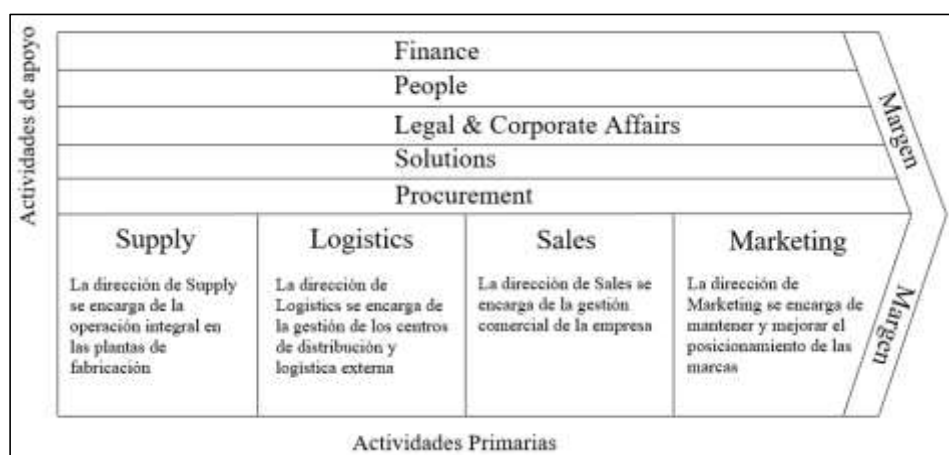 Actividades de apoyo
Finance
People
Legal & Corporate Affairs
Solutions
Procurement
Margen
Supply
La dirección de Supply
se encarga de la
operación integral en
las plantas de
fabricación
Logistics
La dirección de
Logistics se encarga de
la gestión de los centros
de distribución y
logística externa
Sales
La dirección de Sales se
encarga de la gestión
comercial de la empresa
Marketing
La dirección de
Marketing se encarga de
mantener y mejorar el
posicionamiento de las
marcas
Margen
Actividades Primarias